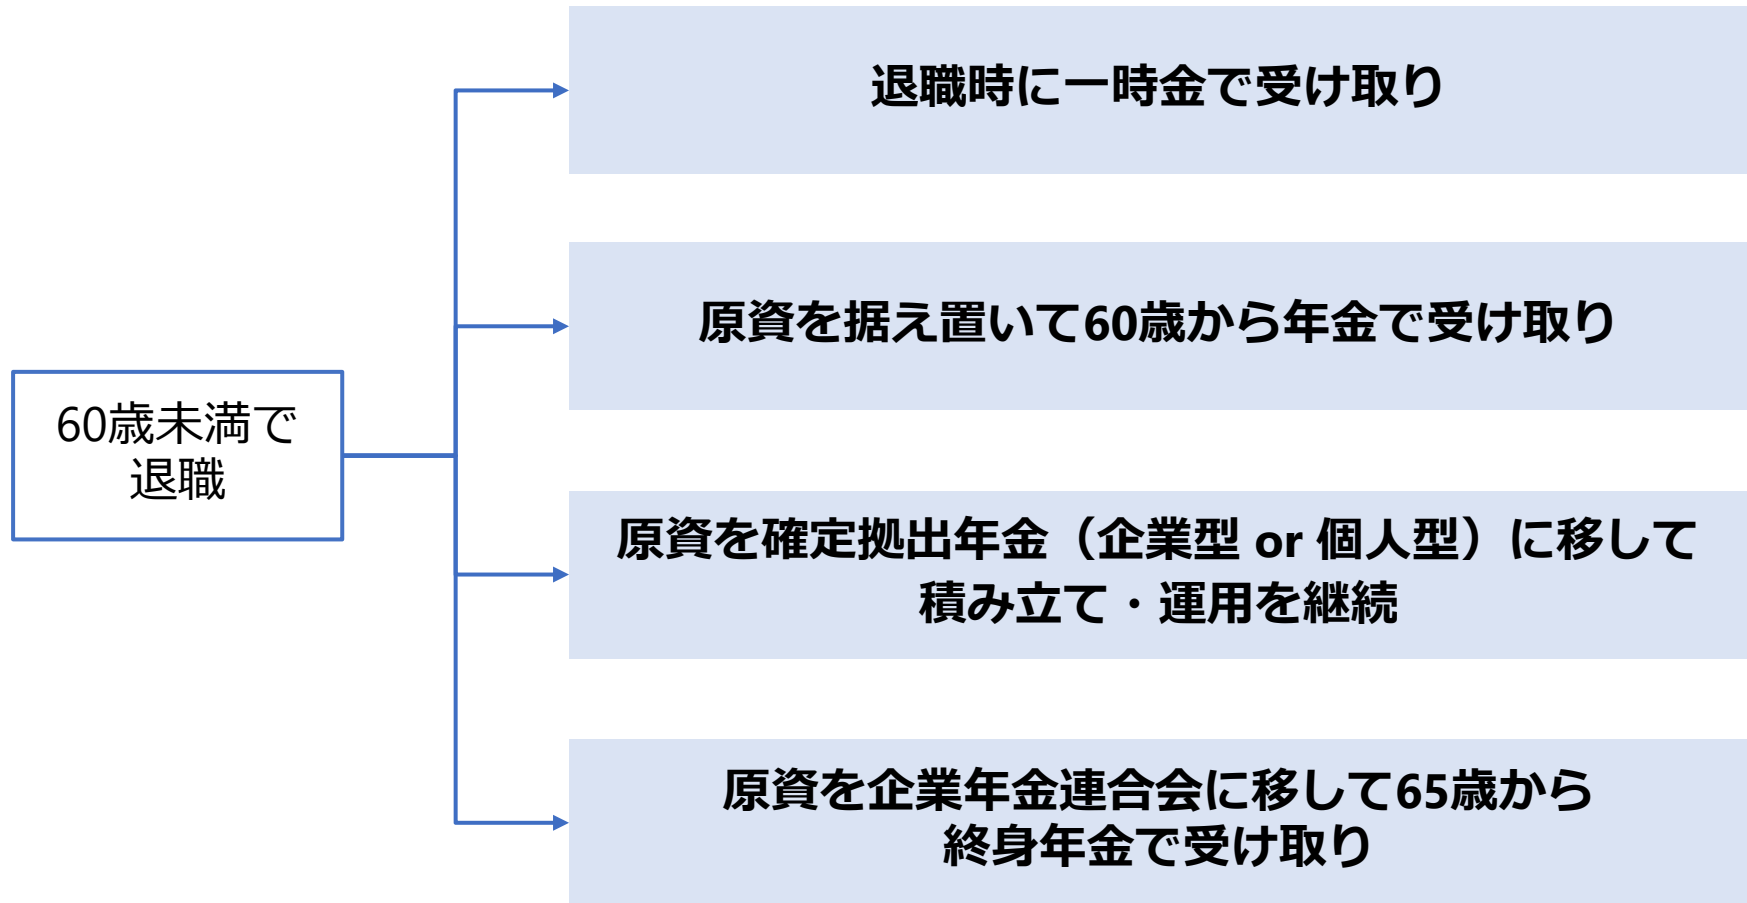 退職時に一時金で受け取り
原資を据え置いて60歳から年金で受け取り
60歳未満で
退職
原資を確定拠出年金（企業型 or 個人型）に移して
積み立て・運用を継続
原資を企業年金連合会に移して65歳から
終身年金で受け取り